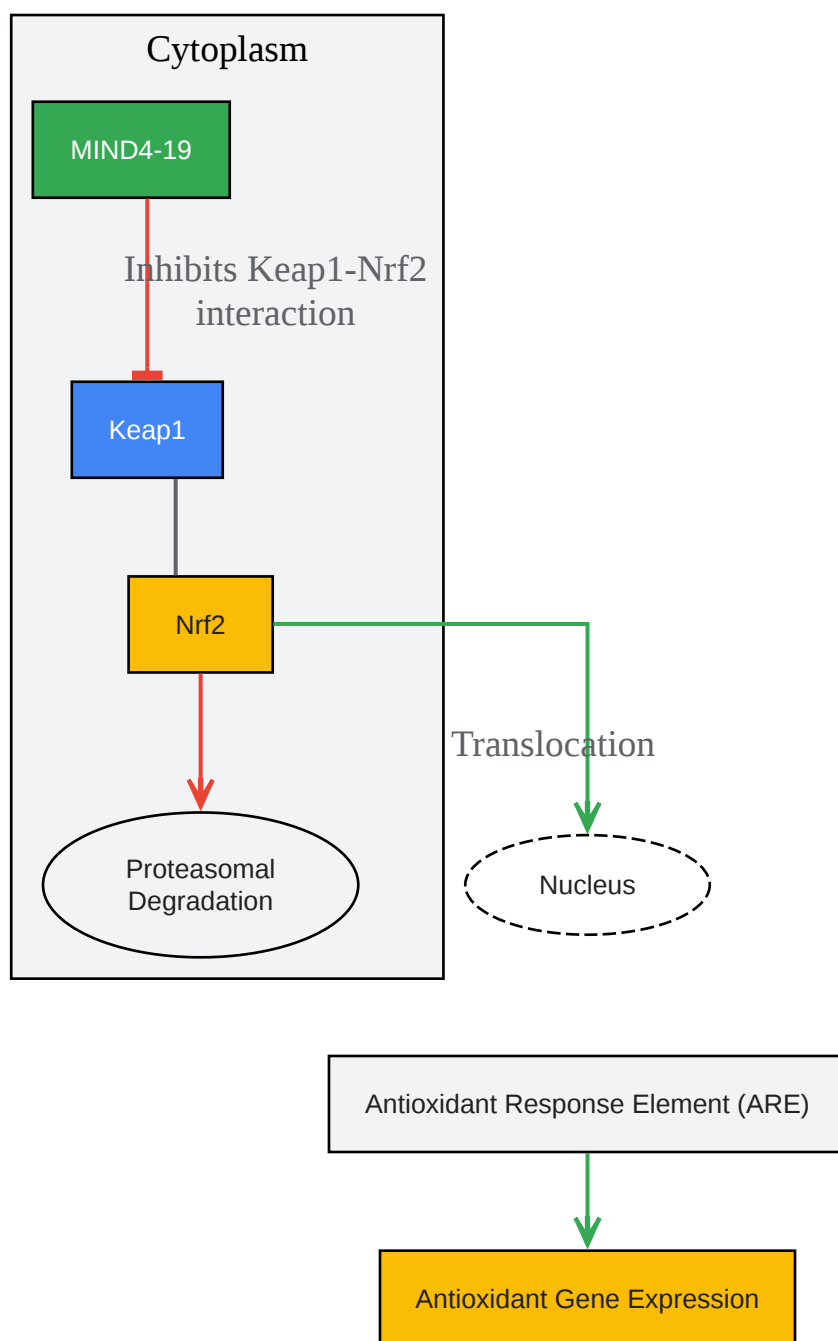 Cytoplasm
MIND4-19
Inhibits Keap1-Nrf2
interaction
Keap1
Nrf2
Translocation
Proteasomal
Degradation
Nucleus
Antioxidant Response Element (ARE)
Antioxidant Gene Expression